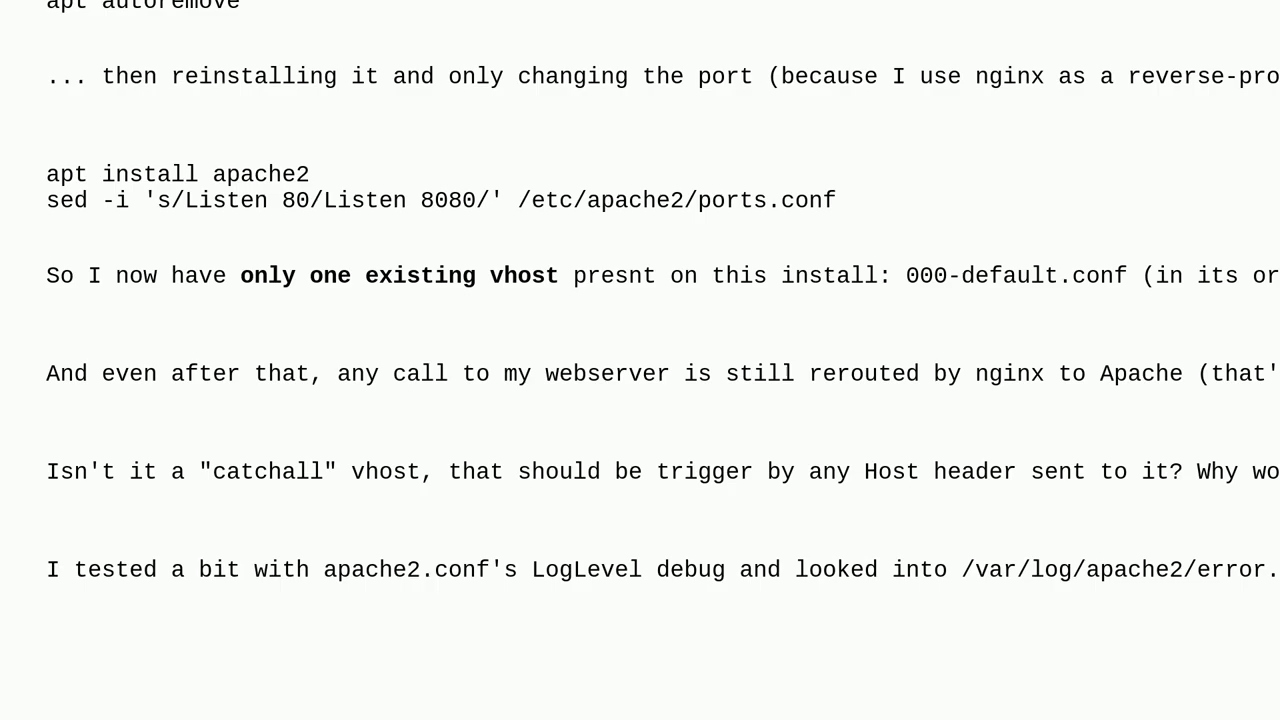 apt autoremove
... then reinstalling it and only changing the port (because I use nginx as a reverse-pro
apt install apache2
sed -i 's/Listen 80/Listen 8080/' /etc/apache2/ports.conf
So I now have only one existing vhost presnt on this install: 000-default.conf (in its or
And even after that, any call to my webserver is still rerouted by nginx to Apache (that'
Isn't it a "catchall" vhost, that should be trigger by any Host header sent to it? Why wo
I tested a bit with apache2.conf's LogLevel debug and looked into /var/log/apache2/error.